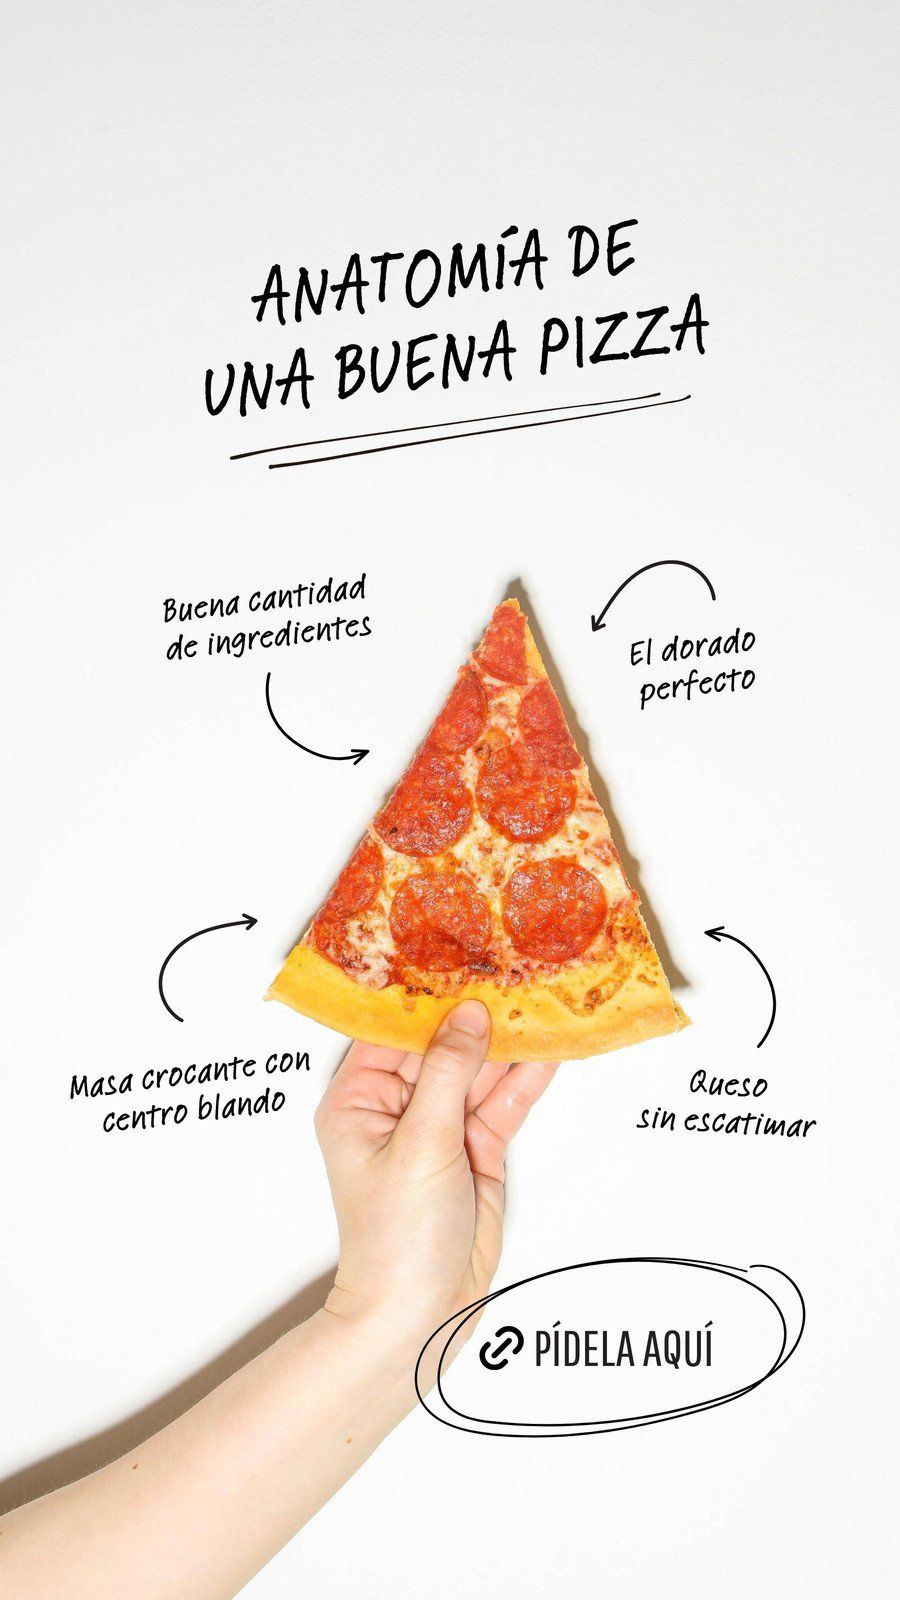 ANATOMÍA DE
UNA BUENA PIZZA
Buena cantidad
de ingredientes
El dorado
perfecto
Masa crocante con
centro blando
Queso
sin escatimar
PÍDELA AQUÍ